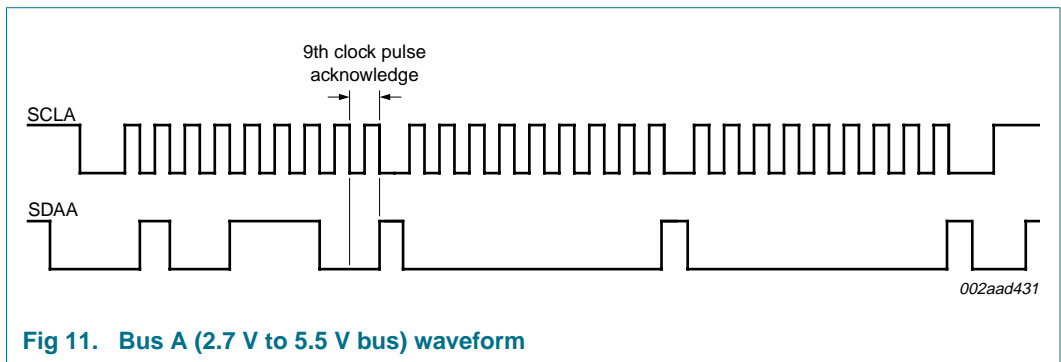 9th clock pulse
acknowledge
SCLA
SDAA
002aad431
Fig 11. Bus A (2.7 V to 5.5 V bus) waveform